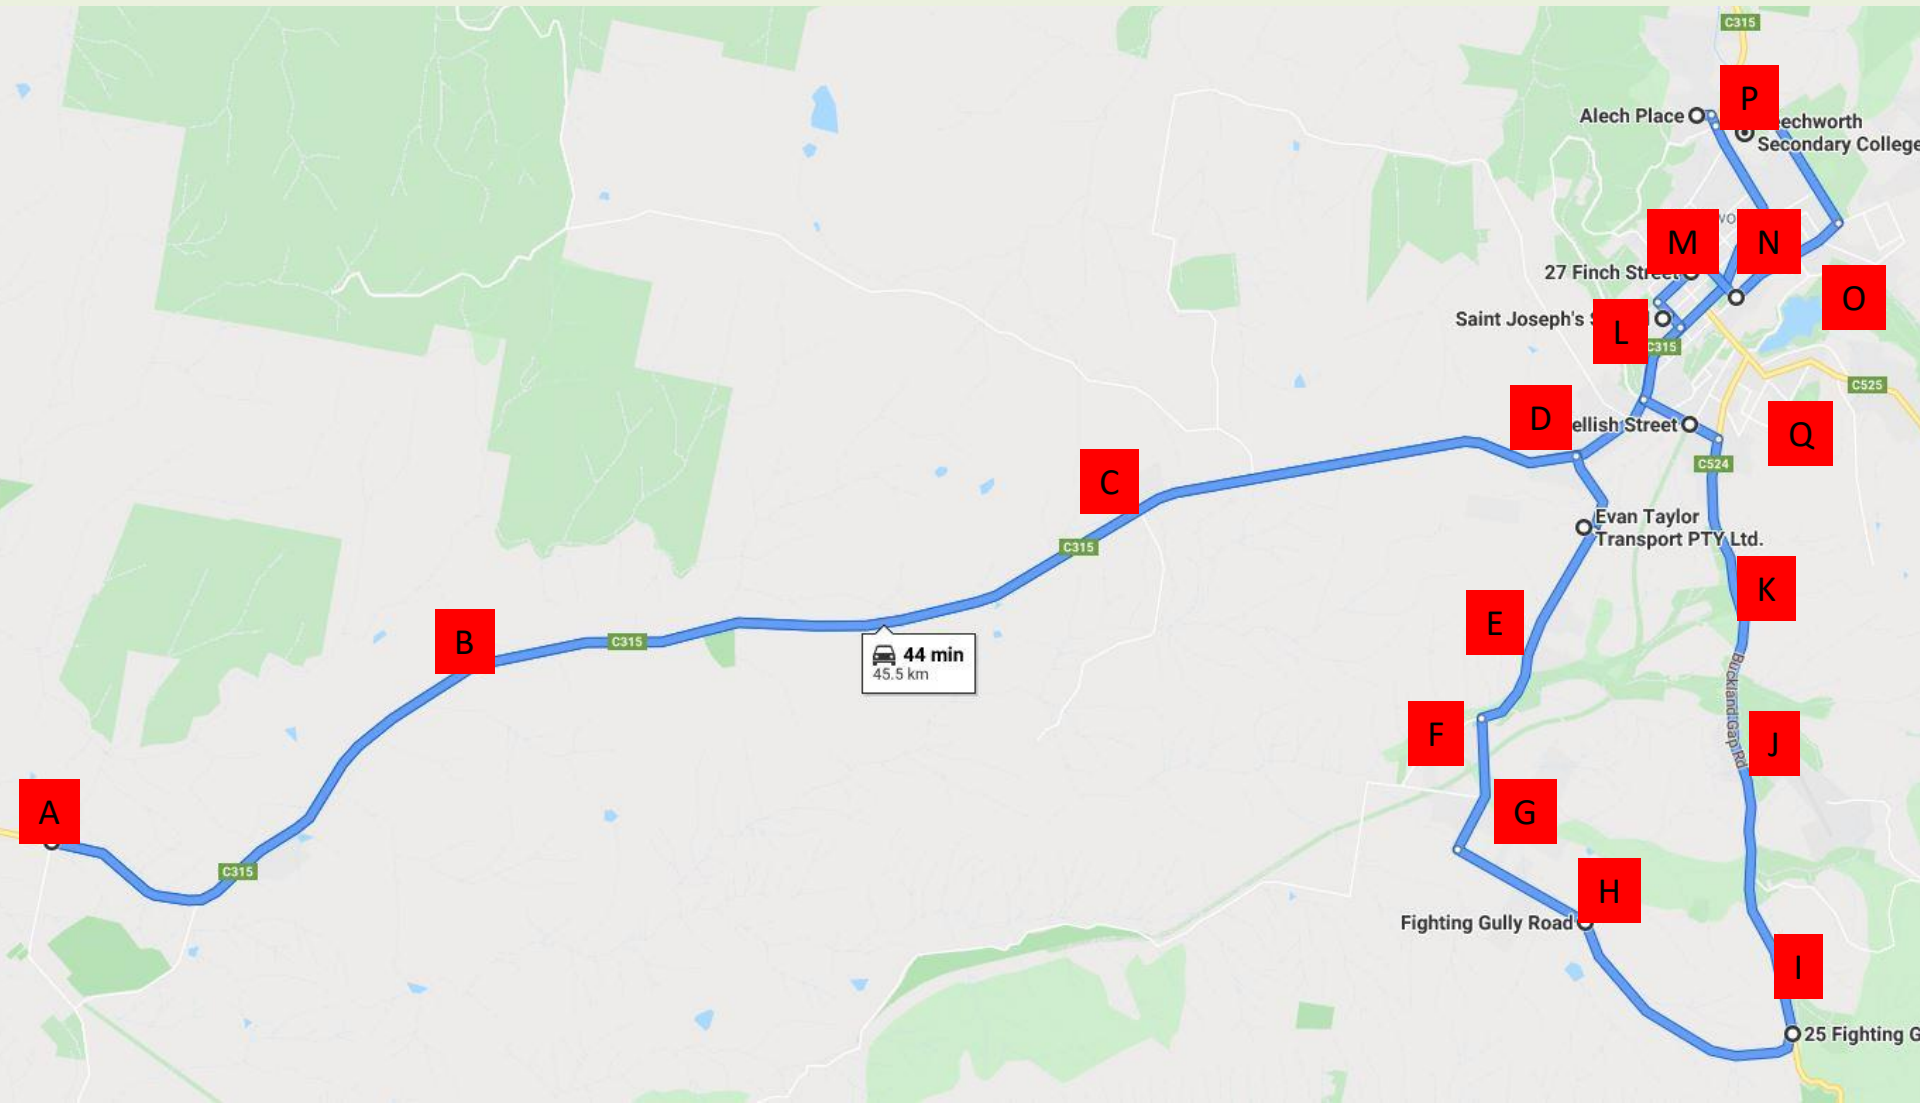 C315
P
Alech Place
echworth
Secondary College
M
N
27 Finch Street
O
Saint Joseph's S
L
C315
C525
D
ellish Street
Q
C
C524
Evan Taylor
Transport PTY Ltd.
C315
K
E
B
C315
44 min
45.5 km
Buckland Gap Rd
F
J
A
G
C315
H
Fighting Gully Road
I
25 Fighting G